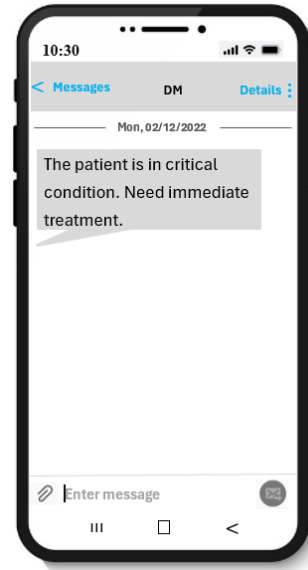 10:30
< Messages DM Details
Mon, 02/12/2022
The patient is in critical
condition. Need immediate
treatment.
Enter message